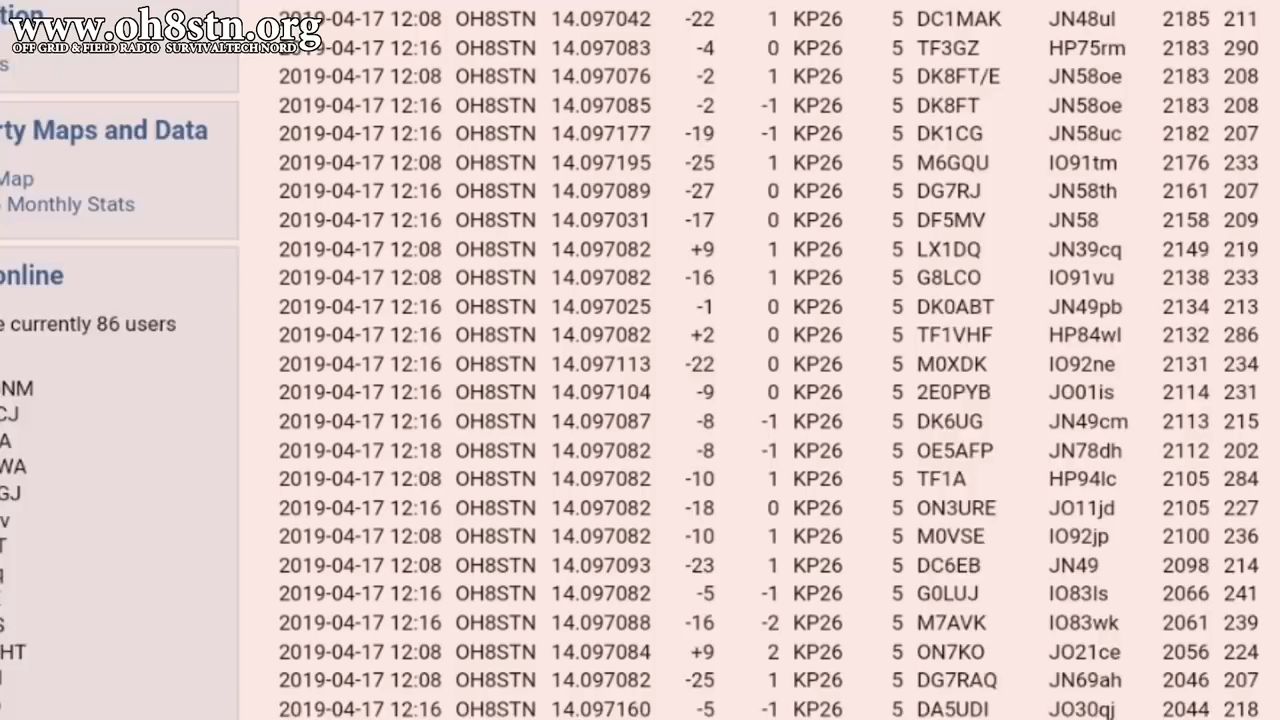 www.oh8stn.org
OFF GRID & FIELD RADIO SURVIVALTECH NORD
2019-04-17 12:08 OH8STN 14.097042 -22 1 KP26 5 DC1MAK JN48ul 2185 211
12:16 OH8STN 14.097083 -4 0 KP26 5 TF3GZ HP75rm 2183 290
2019-04-17 12:08 OH8STN 14.097076 -2 1 KP26 5 DK8FT/E JN58oe 2183 208
2019-04-17 12:16 OH8STN 14.097085 -2 -1 KP26 5 DK8FT JN58oe 2183 208
2019-04-17 12:16 OH8STN 14.097177 -19 -1 KP26 5 DK1CG JN58uc 2182 207
2019-04-17 12:08 OH8STN 14.097195 -25 1 KP26 5 M6GQU IO91tm 2176 233
2019-04-17 12:16 OH8STN 14.097089 -27 0 KP26 5 DG7RJ JN58th 2161 207
2019-04-17 12:16 OH8STN 14.097031 -17 0 KP26 5 DF5MV JN58 2158 209
2019-04-17 12:08 OH8STN 14.097082 +9 1 KP26 5 LX1DQ JN39cq 2149 219
2019-04-17 12:08 OH8STN 14.097082 -16 1 KP26 5 G8LCO IO91vu 2138 233
2019-04-17 12:16 OH8STN 14.097025 -1 0 KP26 5 DK0ABT JN49pb 2134 213
2019-04-17 12:16 OH8STN 14.097082 +2 0 KP26 5 TF1VHF HP84wl 2132 286
2019-04-17 12:16 OH8STN 14.097113 -22 0 KP26 5 M0XDK IO92ne 2131 234
2019-04-17 12:16 OH8STN 14.097104 -9 0 KP26 5 2E0PYB JO01is 2114 231
2019-04-17 12:16 OH8STN 14.097087 -8 -1 KP26 5 DK6UG JN49cm 2113 215
2019-04-17 12:18 OH8STN 14.097082 -8 -1 KP26 5 OE5AFP JN78dh 2112 202
2019-04-17 12:08 OH8STN 14.097082 -10 1 KP26 5 TF1A HP94lc 2105 284
2019-04-17 12:16 OH8STN 14.097082 -18 0 KP26 5 ON3URE JO11jd 2105 227
2019-04-17 12:08 OH8STN 14.097082 -10 1 KP26 5 M0VSE IO92jp 2100 236
2019-04-17 12:08 OH8STN 14.097093 -23 1 KP26 5 DC6EB JN49 2098 214
2019-04-17 12:16 OH8STN 14.097082 -5 -1 KP26 5 G0LUJ IO83ls 2066 241
2019-04-17 12:16 OH8STN 14.097088 -16 -2 KP26 5 M7AVK IO83wk 2061 239
2019-04-17 12:08 OH8STN 14.097084 +9 2 KP26 5 ON7KO JO21ce 2056 224
2019-04-17 12:08 OH8STN 14.097082 -25 1 KP26 5 DG7RAQ JN69ah 2046 207
2019-04-17 12:16 OH8STN 14.097160 -5 -1 KP26 5 DA5UDI JO30qj 2044 218
rty Maps and Data
Map
Monthly Stats
online
e currently 86 users
NM
CJ
A
WA
GJ
v
T
q
S
HT